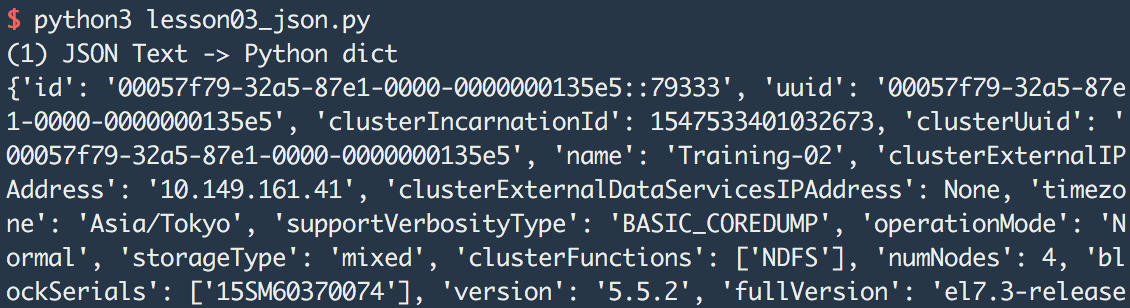 $ python3 lesson03_json.py
(1) JSON Text -> Python dict
{'id': '00057f79-32a5-87e1-0000-0000000135e5::79333', 'uuid': '00057f79-32a5-87e
1-0000-0000000135e5', 'clusterIncarnationId': 1547533401032673, 'clusterUuid': '
00057f79-32a5-87e1-0000-0000000135e5', 'name': 'Training-02', 'clusterExternalIP
Address': '10.149.161.41', 'clusterExternalDataServicesIPAddress': None, 'timezo
ne': 'Asia/Tokyo', 'supportVerbosityType': 'BASIC_COREDUMP', 'operationMode': 'N
ormal', 'storageType': 'mixed', 'clusterFunctions': ['NDFS'], 'numNodes': 4, 'bl
ockSerials': ['15SM60370074'], 'version': '5.5.2', 'fullVersion': 'el7.3-release